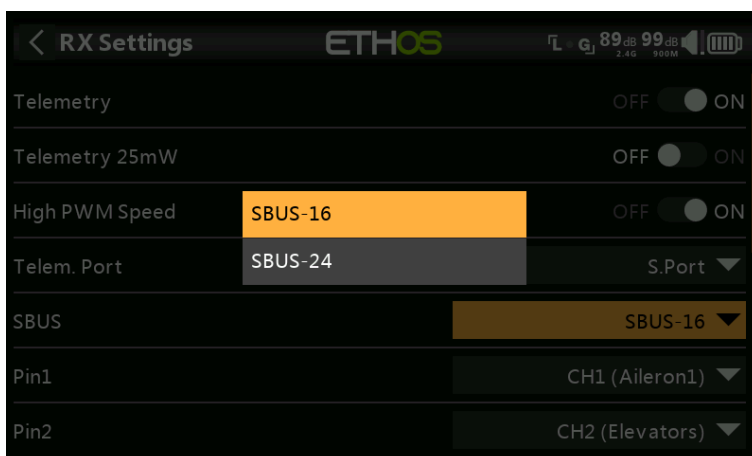 RX Settings ETHOS L G 89dB 2.4G 99dB 900M
Telemetry OFF ON
Telemetry 25mW OFF ON
High PWM Speed OFF ON
SBUS-16
SBUS-24
Telem. Port S.Port
SBUS SBUS-16
Pin1 CH1 (Aileron1)
Pin2 CH2 (Elevators)